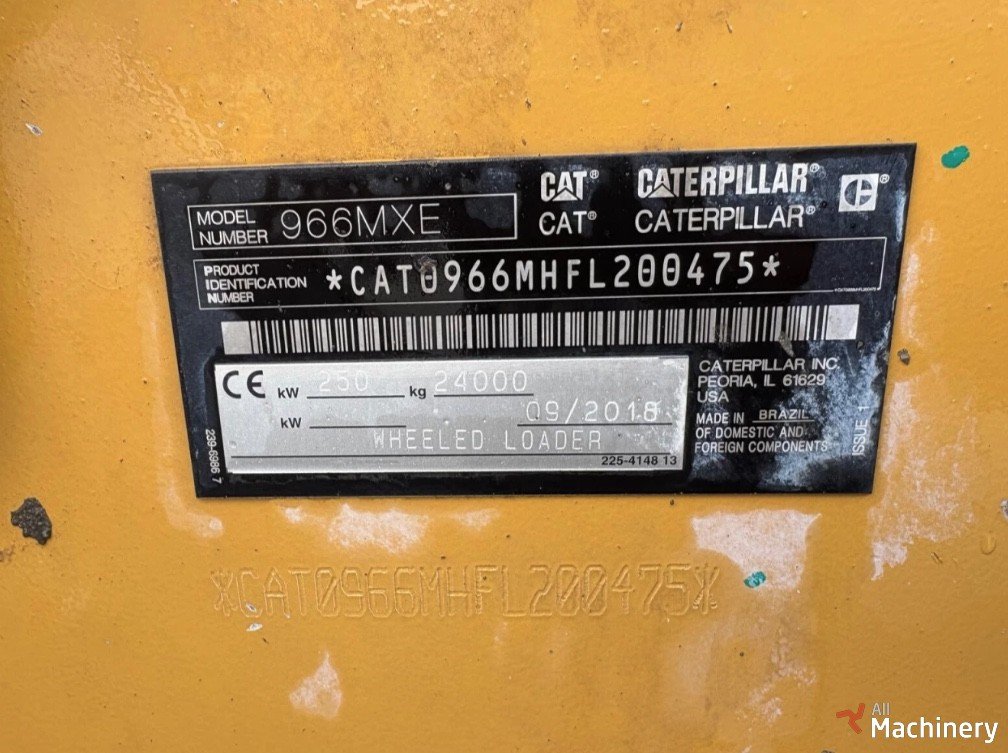 CAT® CATERPILLAR®
CAT® CATERPILLAR®
MODEL NUMBER 966MXE
PRODUCT IDENTIFICATION NUMBER *CAT0966MHFL200475*
*CAT0966MHFL200475*
CE kW 250 kg 24000
kW 09/2018
WHEELED LOADER
225-4148 13
239-6986 7
CATERPILLAR INC.
PEORIA, IL 61629
USA
MADE IN BRAZIL
OF DOMESTIC AND
FOREIGN COMPONENTS
ISSUE 1
*CAT0966MHFL200475*
All
Machinery